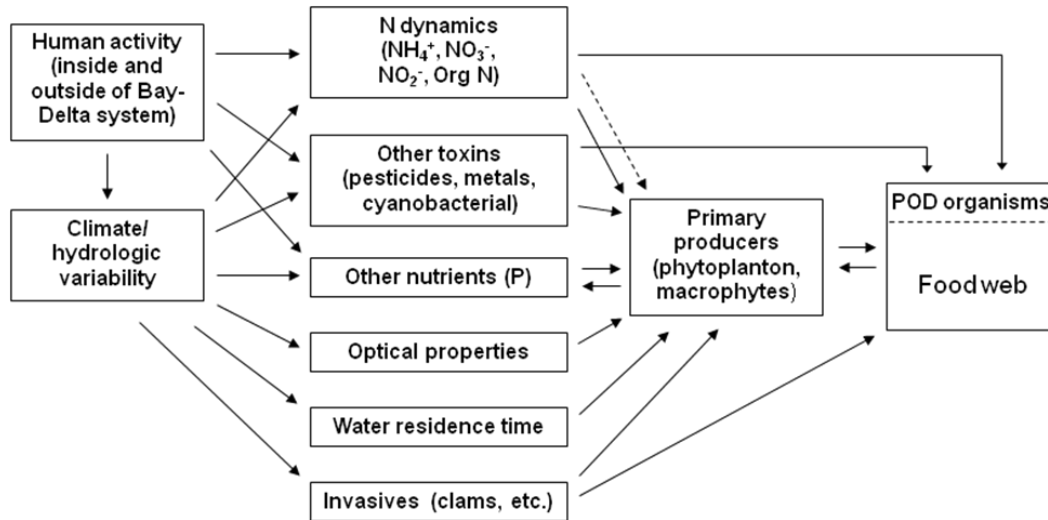 Human activity
(inside and
outside of Bay-
Delta system)
Climate/
hydrologic
variability
N dynamics
(NH₄⁺, NO₃⁻,
NO₂⁻, Org N)
Other toxins
(pesticides, metals,
cyanobacterial)
Other nutrients (P)
Optical properties
Water residence time
Invasives (clams, etc.)
Primary
producers
(phytoplanton,
macrophytes)
POD organisms
Food web